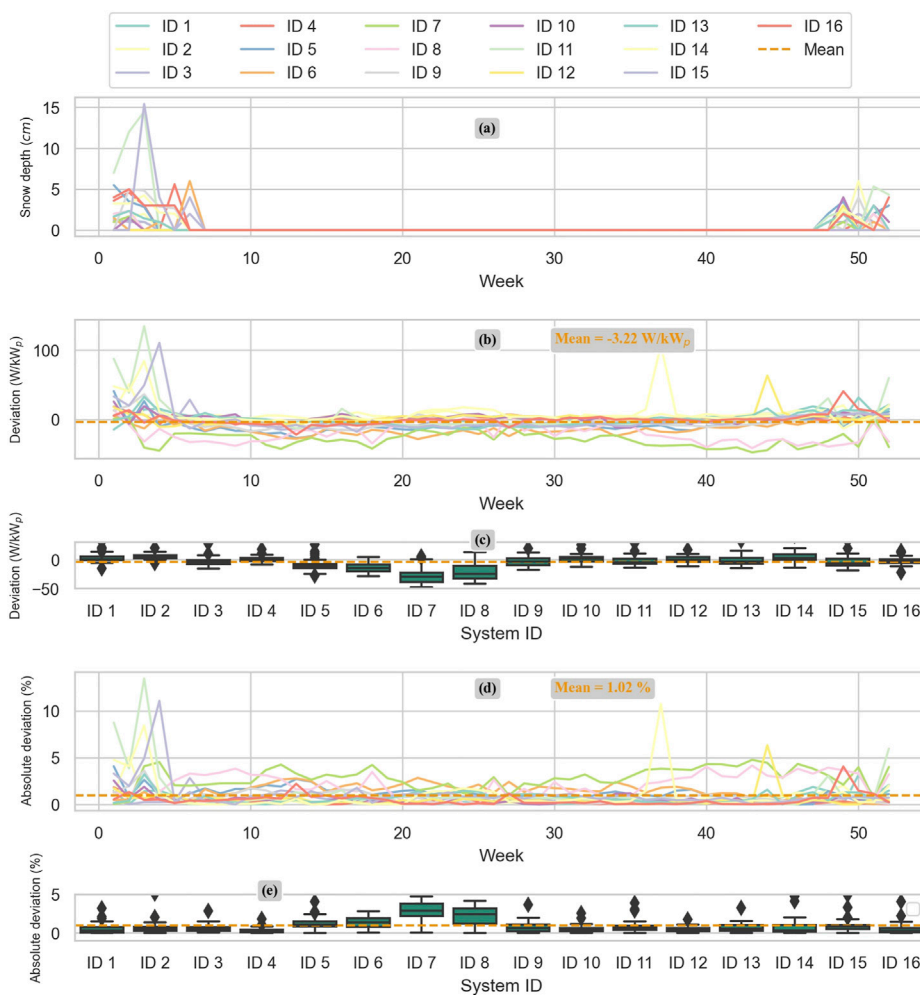 ID 1 ID 4 ID 7 ID 10 ID 13 ID 16
ID 2 ID 5 ID 8 ID 11 ID 14 Mean
ID 3 ID 6 ID 9 ID 12 ID 15
Snow depth (cm)
15
10
5
0
(a)
0 10 20 30 40 50
Week
Deviation (W/kWp)
100
0
(b)
Mean = -3.22 W/kWp
0 10 20 30 40 50
Week
Deviation (W/kWp)
0
−50
(c)
ID 1 ID 2 ID 3 ID 4 ID 5 ID 6 ID 7 ID 8 ID 9 ID 10 ID 11 ID 12 ID 13 ID 14 ID 15 ID 16
System ID
Absolute deviation (%)
10
5
0
(d)
Mean = 1.02 %
0 10 20 30 40 50
Week
Absolute deviation (%)
5
0
(e)
ID 1 ID 2 ID 3 ID 4 ID 5 ID 6 ID 7 ID 8 ID 9 ID 10 ID 11 ID 12 ID 13 ID 14 ID 15 ID 16
System ID